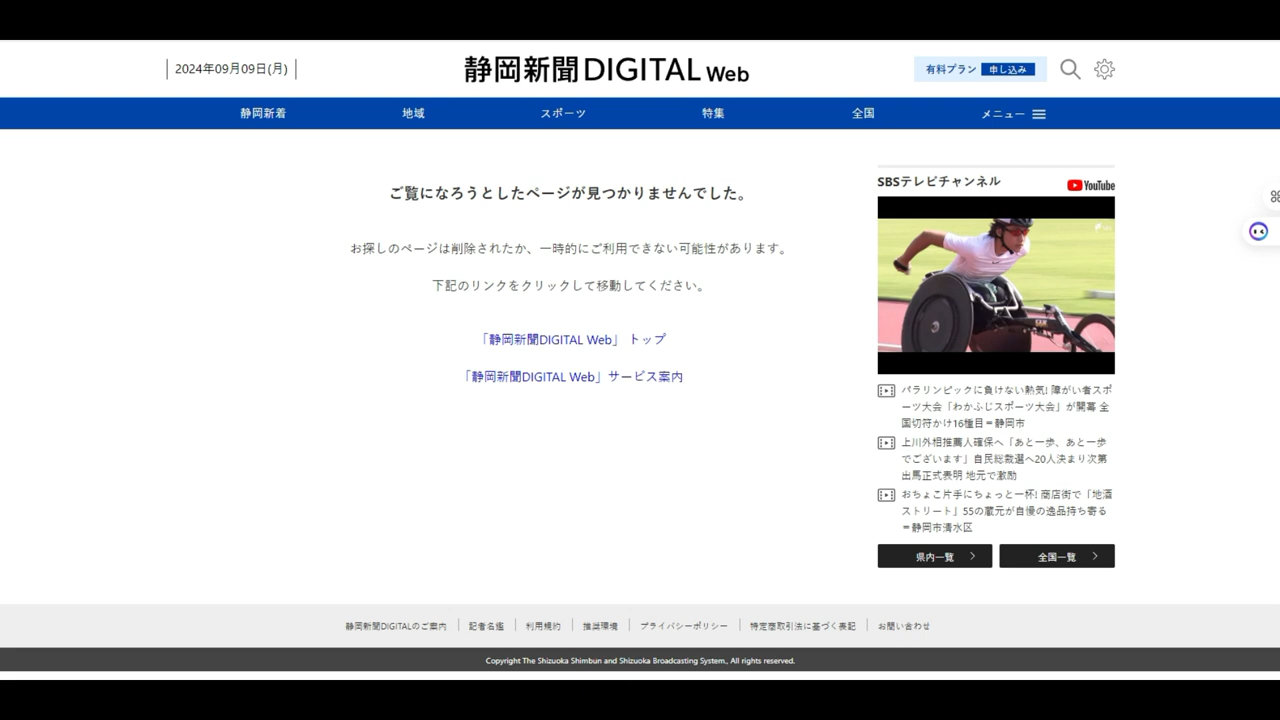 2024年09月09日(月)
静岡新聞DIGITAL Web
有料プラン 申し込み
静岡新着 地域 スポーツ 特集 全国 メニュー
ご覧になろうとしたページが見つかりませんでした。
お探しのページは削除されたか、一時的にご利用できない可能性があります。
下記のリンクをクリックして移動してください。
「静岡新聞DIGITAL Web」 トップ
「静岡新聞DIGITAL Web」サービス案内
SBSテレビチャンネル
YouTube
パラリンピックに負けない熱気! 障がい者スポ
ーツ大会「わかふじスポーツ大会」が開幕 全
国切符かけ16種目＝静岡市
上川外相推薦人確保へ「あと一歩、あと一歩
でございます」自民総裁選へ20人決まり次第
出馬正式表明 地元で激励
おちょこ片手にちょっと一杯! 商店街で「地酒
ストリート」55の蔵元が自慢の逸品持ち寄る
＝静岡市清水区
県内一覧
全国一覧
静岡新聞DIGITALのご案内 記者名鑑 利用規約 推奨環境 プライバシーポリシー 特定商取引法に基づく表記 お問い合わせ
Copyright The Shizuoka Shimbun and Shizuoka Broadcasting System., All rights reserved.